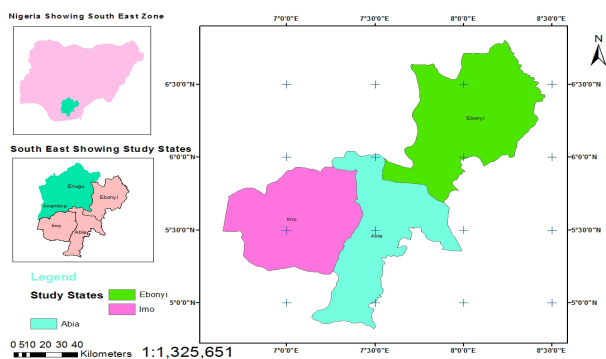 Nigeria Showing South East Zone
South East Showing Study States
Enugu
Anambra
Ebonyi
Imo
Abia
Legend
Study States
Ebonyi
Imo
Abia
0 5 10 20 30 40
Kilometers 1:1,325,651
7°0'0"E 7°30'0"E 8°0'0"E 8°30'0"E
N
6°30'0"N 6°30'0"N
6°0'0"N 6°0'0"N
5°30'0"N 5°30'0"N
5°0'0"N 5°0'0"N
Ebonyi
Imo
Abia
7°0'0"E 7°30'0"E 8°0'0"E 8°30'0"E